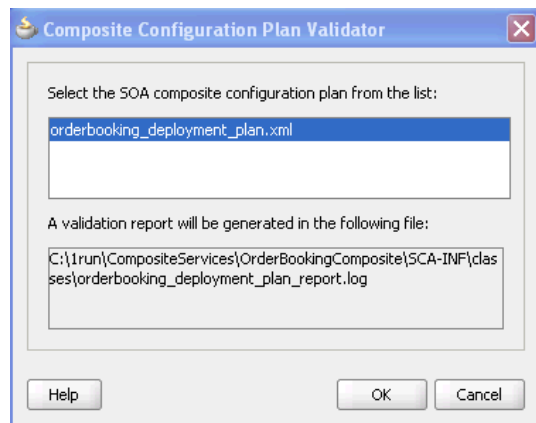 Composite Configuration Plan Validator
Select the SOA composite configuration plan from the list:
orderbooking_deployment_plan.xml
A validation report will be generated in the following file:
C:\1run\CompositeServices\OrderBookingComposite\SCA-INF\clas
ses\orderbooking_deployment_plan_report.log
Help
OK
Cancel